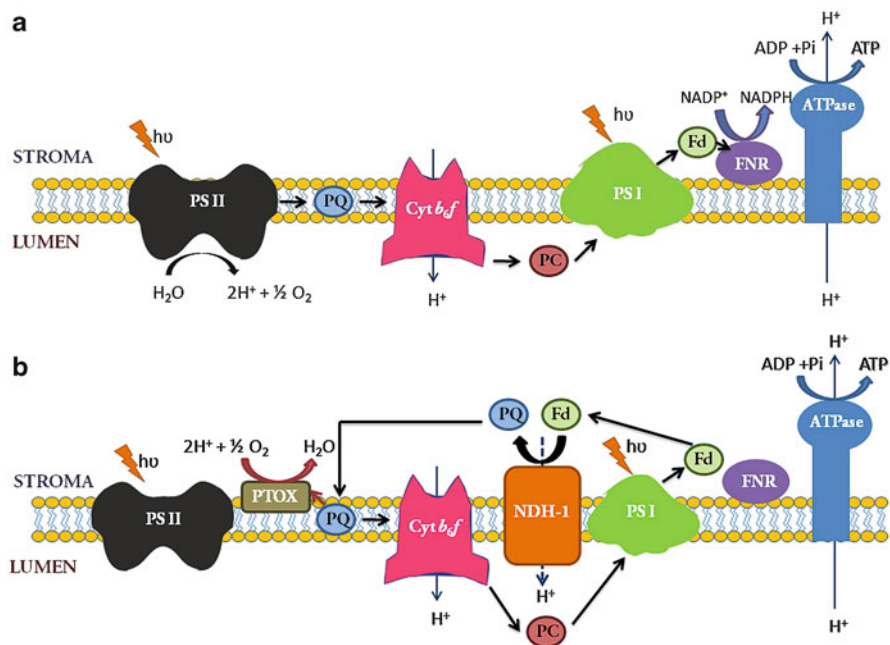 a
H⁺
ADP +Pi ATP
NADP⁺ NADPH
ATPase
hυ hυ
Fd
STROMA
FNR
PS II PQ Cyt b₆f PS I
LUMEN
PC
H₂O 2H⁺ + ½ O₂ H⁺ H⁺
b
H⁺
ADP +Pi ATP
PQ Fd
ATPase
2H⁺ + ½ O₂ H₂O hυ
hυ Fd
STROMA
FNR
PTOX
PS II PQ Cyt b₆f NDH-1 PS I
LUMEN
H⁺ H⁺
PC
H⁺